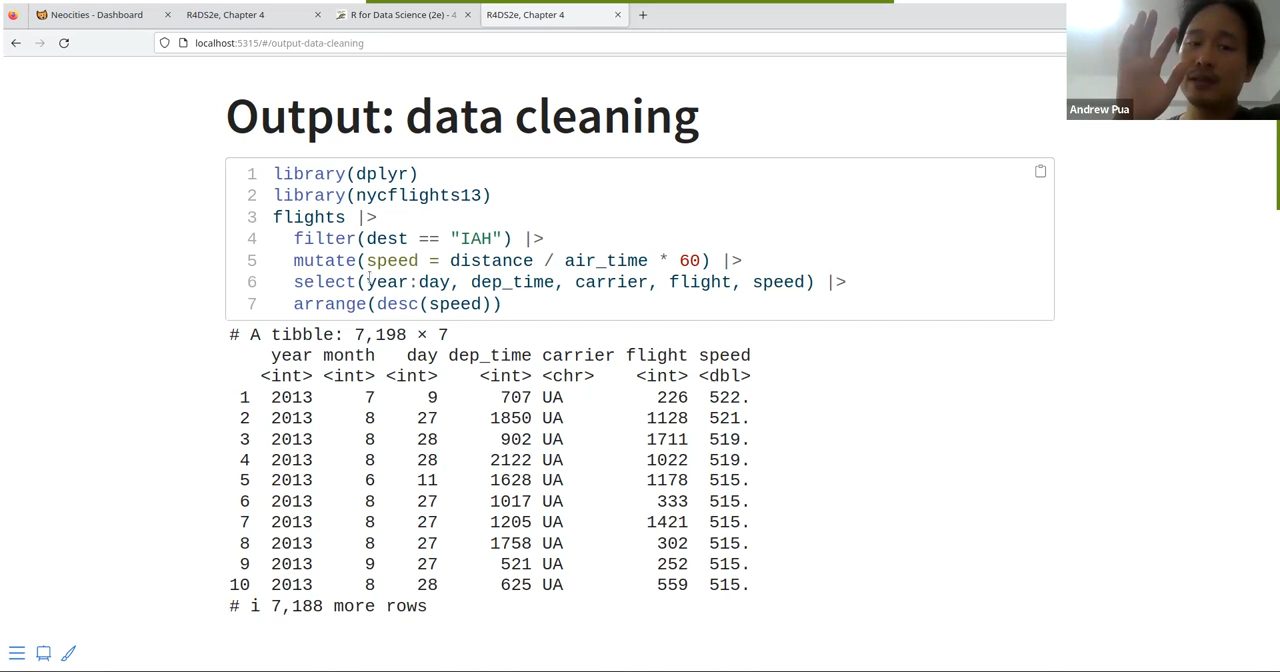 Neocities - Dashboard
R4DS2e, Chapter 4
R for Data Science (2e) - 4
R4DS2e, Chapter 4
localhost:5315/#/output-data-cleaning
Andrew Pua
Output: data cleaning
1 library(dplyr)
2 library(nycflights13)
3 flights |>
4 filter(dest == "IAH") |>
5 mutate(speed = distance / air_time * 60) |>
6 select(year:day, dep_time, carrier, flight, speed) |>
7 arrange(desc(speed))
# A tibble: 7,198 × 7
year month day dep_time carrier flight speed
<int> <int> <int> <int> <chr> <int> <dbl>
1 2013 7 9 707 UA 226 522.
2 2013 8 27 1850 UA 1128 521.
3 2013 8 28 902 UA 1711 519.
4 2013 8 28 2122 UA 1022 519.
5 2013 6 11 1628 UA 1178 515.
6 2013 8 27 1017 UA 333 515.
7 2013 8 27 1205 UA 1421 515.
8 2013 8 27 1758 UA 302 515.
9 2013 9 27 521 UA 252 515.
10 2013 8 28 625 UA 559 515.
# i 7,188 more rows